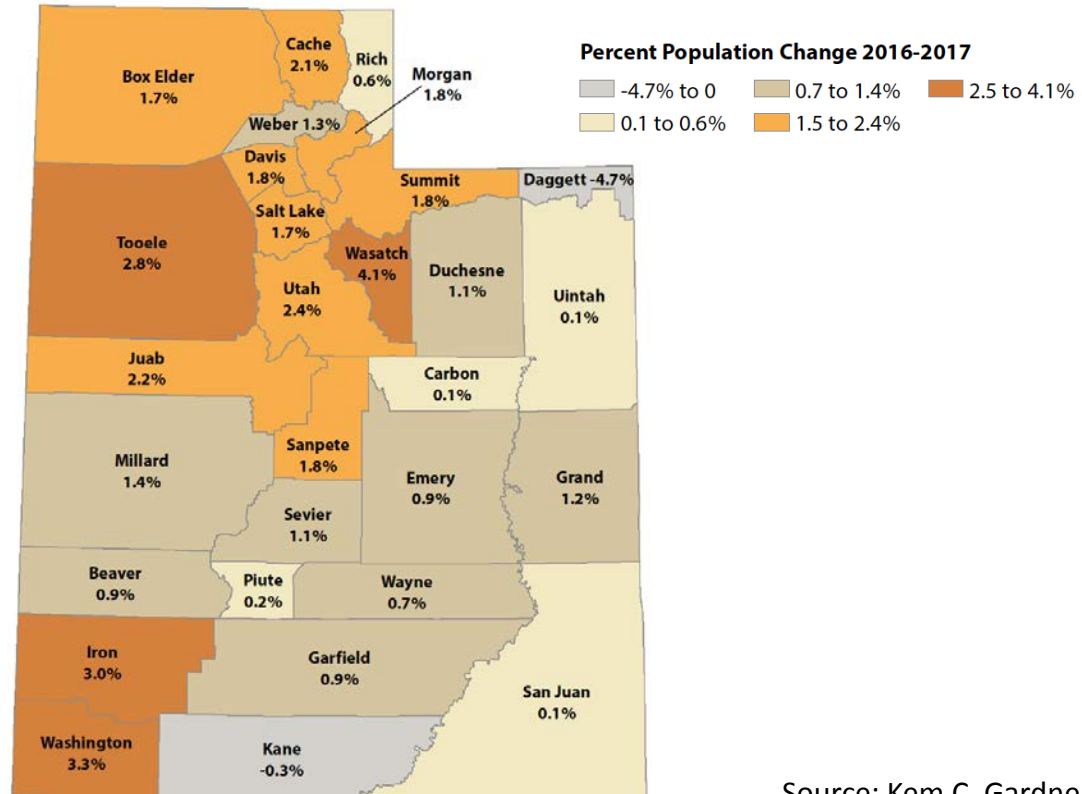 Percent Population Change 2016-2017
-4.7% to 0
0.7 to 1.4%
2.5 to 4.1%
0.1 to 0.6%
1.5 to 2.4%
Cache
2.1%
Rich
0.6%
Box Elder
1.7%
Morgan
1.8%
Weber 1.3%
Davis
1.8%
Summit
1.8%
Daggett -4.7%
Salt Lake
1.7%
Tooele
2.8%
Wasatch
4.1%
Duchesne
1.1%
Utah
2.4%
Uintah
0.1%
Juab
2.2%
Carbon
0.1%
Sanpete
1.8%
Millard
1.4%
Emery
0.9%
Grand
1.2%
Sevier
1.1%
Beaver
0.9%
Piute
0.2%
Wayne
0.7%
Iron
3.0%
Garfield
0.9%
San Juan
0.1%
Washington
3.3%
Kane
-0.3%
Source: Kem C. Gardne